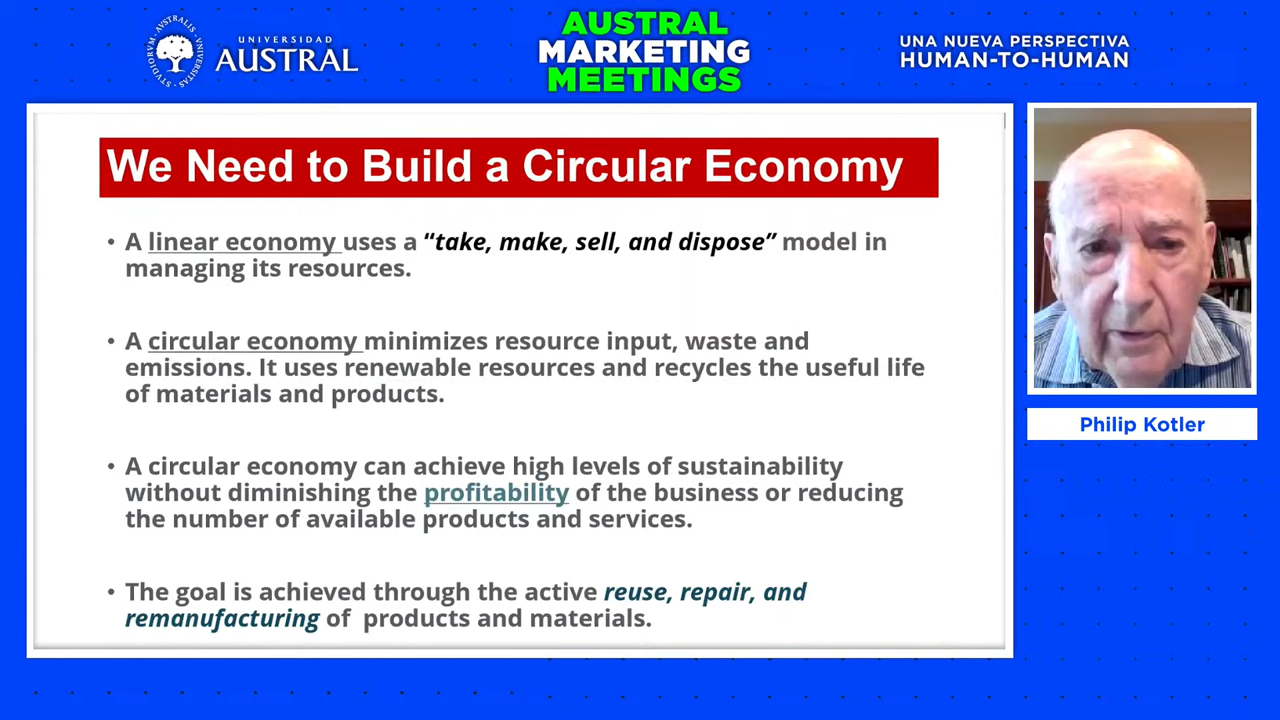 STUDIORVM · AVSTRALIS · VNIVERSITAS ·
UNIVERSIDAD
AUSTRAL
AUSTRAL
MARKETING
MEETINGS
UNA NUEVA PERSPECTIVA
HUMAN-TO-HUMAN
We Need to Build a Circular Economy
• A linear economy uses a “take, make, sell, and dispose” model in
managing its resources.
• A circular economy minimizes resource input, waste and
emissions. It uses renewable resources and recycles the useful life
of materials and products.
• A circular economy can achieve high levels of sustainability
without diminishing the profitability of the business or reducing
the number of available products and services.
• The goal is achieved through the active reuse, repair, and
remanufacturing of  products and materials.
Philip Kotler